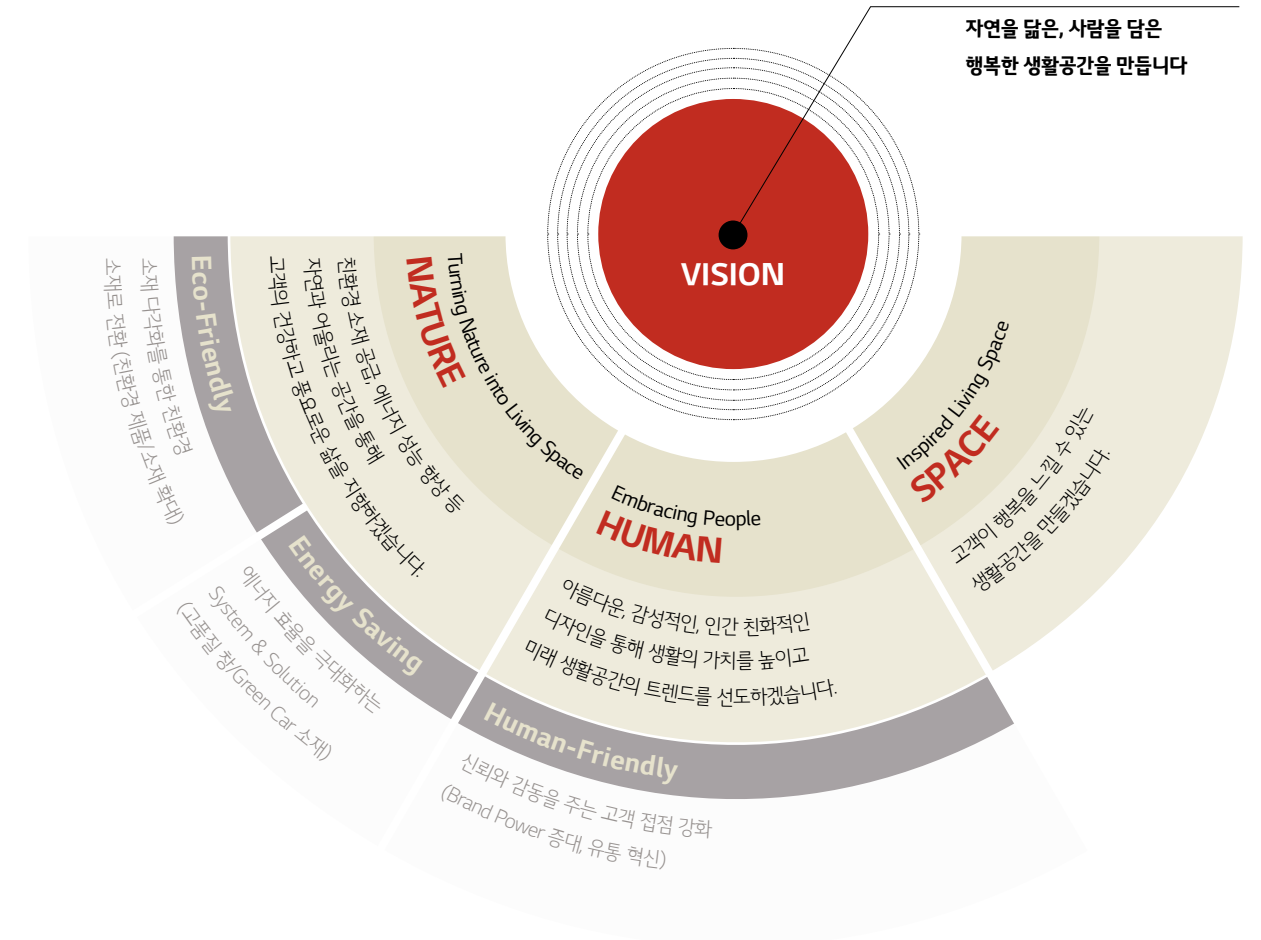 자연을 닮은, 사람을 담은
행복한 생활공간을 만듭니다
VISION
Turning Nature into Living Space
NATURE
친환경 소재 공급, 에너지 성능 향상 등
자연과 어울리는 공간을 통해
고객의 건강하고 풍요로운 삶을 지향하겠습니다.
Eco-Friendly
소재 다각화를 통한 친환경
소재로 전환 (친환경 제품/소재 확대)
Energy Saving
에너지 효율을 극대화하는
System & Solution
(고품질 창/Green Car 소재)
Embracing People
HUMAN
아름다운, 감성적인, 인간 친화적인
디자인을 통해 생활의 가치를 높이고
미래 생활공간의 트렌드를 선도하겠습니다.
Human-Friendly
신뢰와 감동을 주는 고객 접점 강화
(Brand Power 증대, 유통 혁신)
Inspired Living Space
SPACE
고객이 행복을 느낄 수 있는
생활공간을 만들겠습니다.